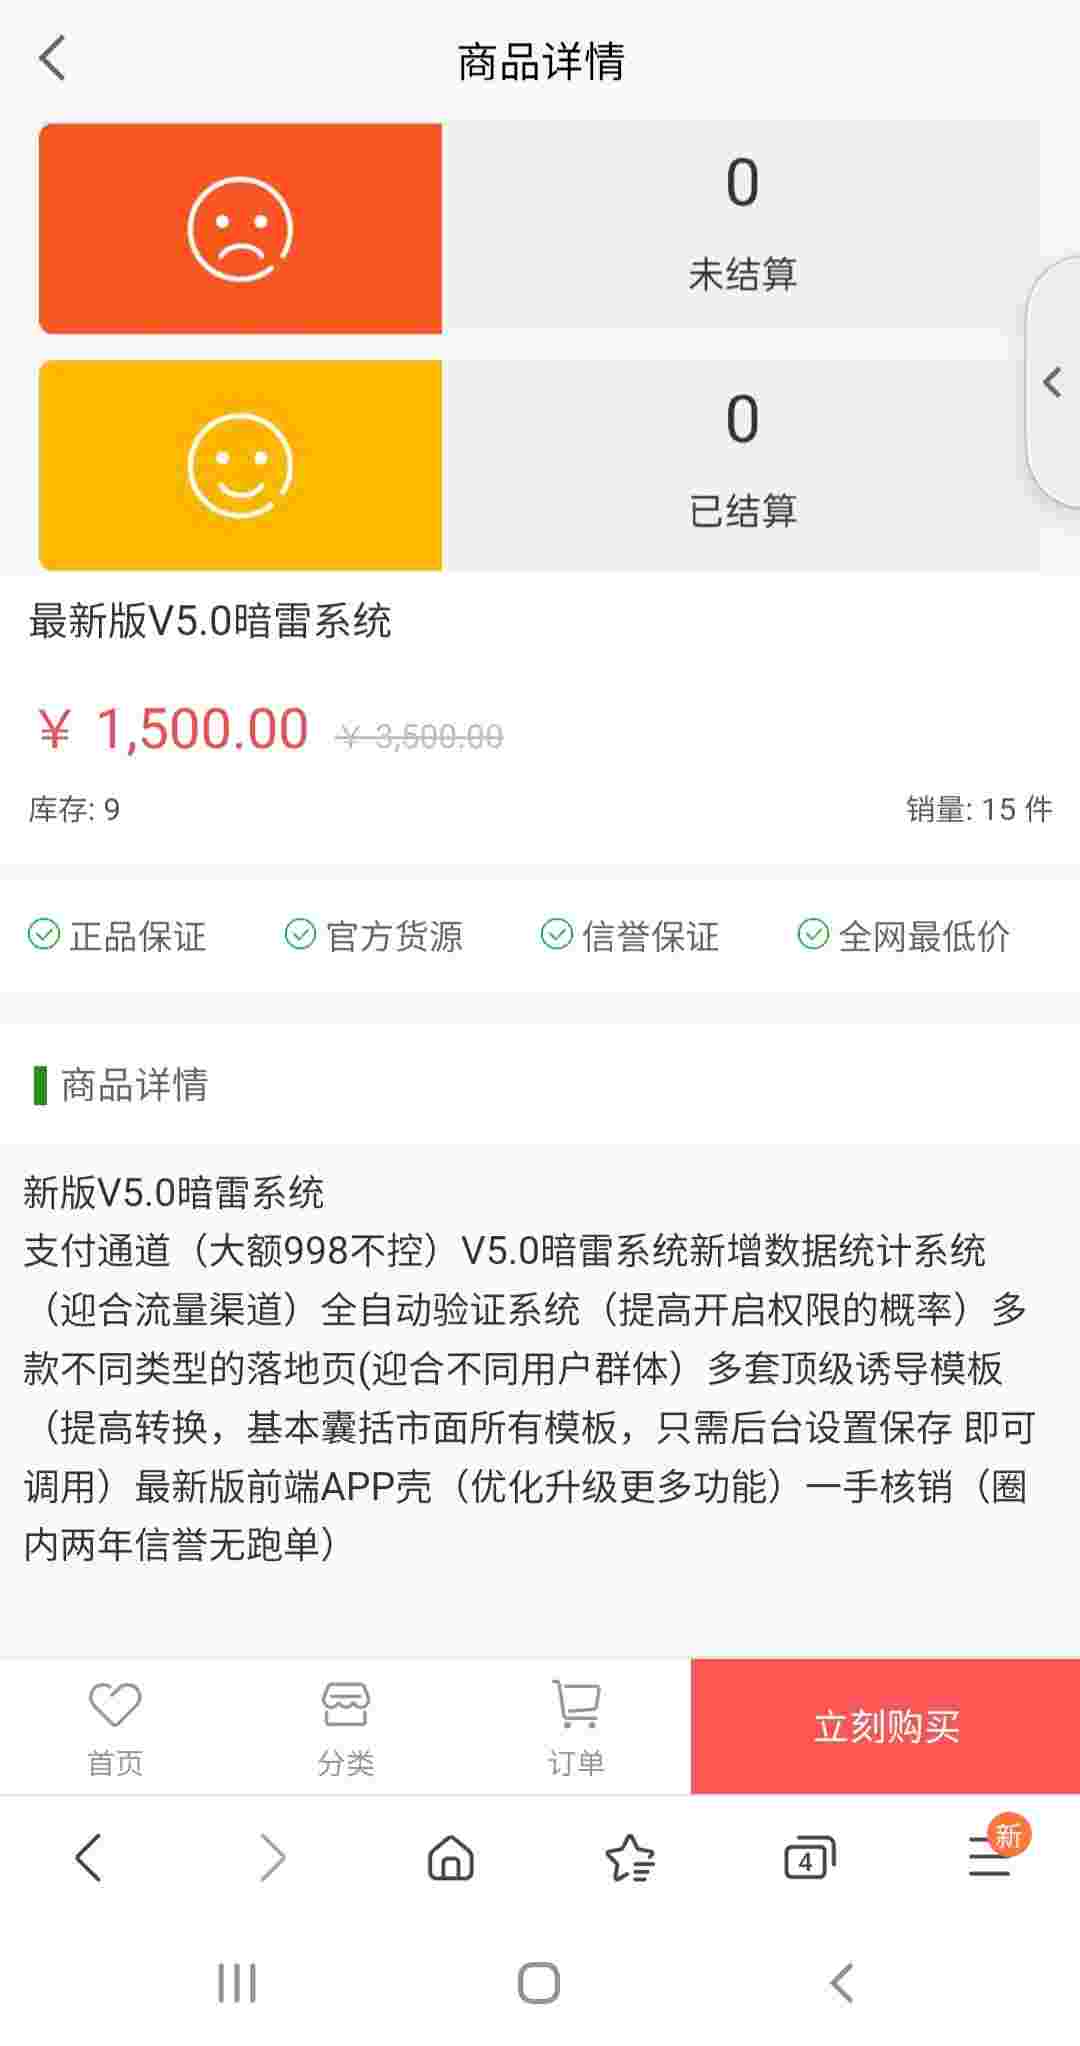 商品详情
0
未结算
0
已结算
最新版V5.0暗雷系统
￥ 1,500.00 ￥ 3,500.00
库存: 9 销量: 15 件
正品保证 官方货源 信誉保证 全网最低价
商品详情
新版V5.0暗雷系统
支付通道（大额998不控）V5.0暗雷系统新增数据统计系统
（迎合流量渠道）全自动验证系统（提高开启权限的概率）多
款不同类型的落地页(迎合不同用户群体）多套顶级诱导模板
（提高转换，基本囊括市面所有模板，只需后台设置保存 即可
调用）最新版前端APP壳（优化升级更多功能）一手核销（圈
内两年信誉无跑单）
首页 分类 订单 立刻购买
4 新